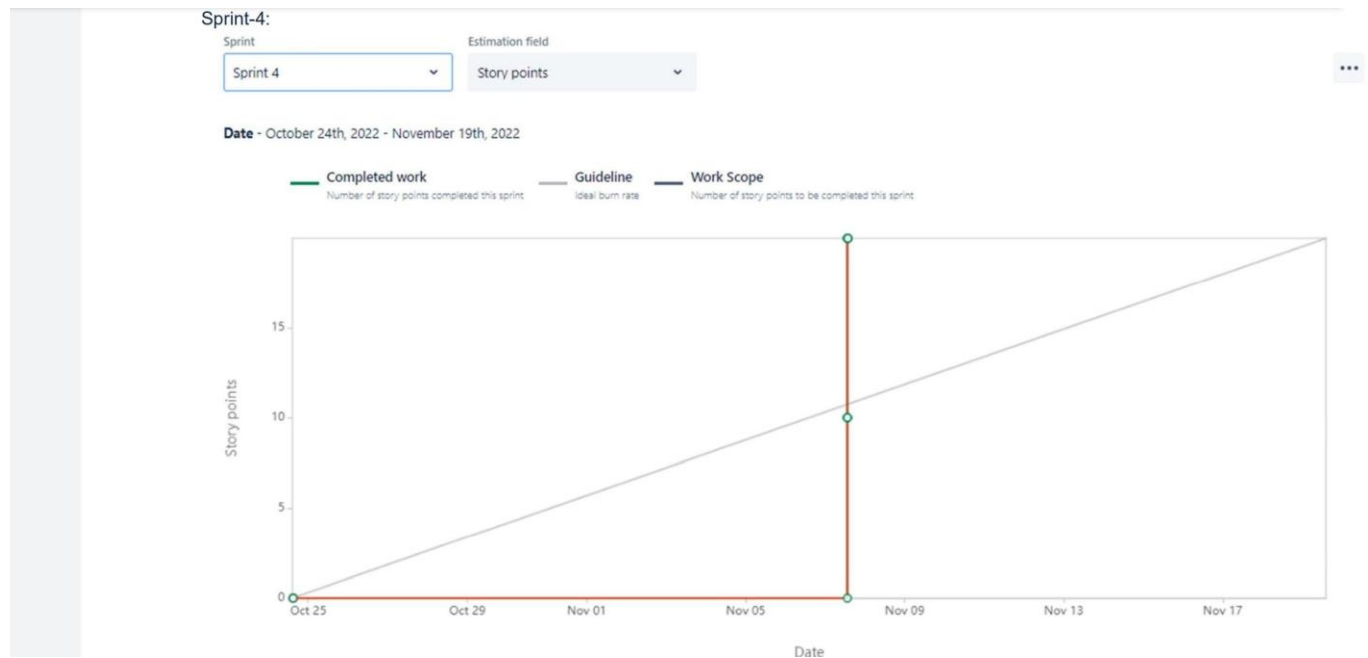 Sprint-4:
Sprint Estimation field
Sprint 4 Story points
Date - October 24th, 2022 - November 19th, 2022
Completed work Guideline Work Scope
Number of story points completed this sprint Ideal burn rate Number of story points to be completed this sprint
15
10
Story points
5
0
Oct 25 Oct 29 Nov 01 Nov 05 Nov 09 Nov 13 Nov 17
Date